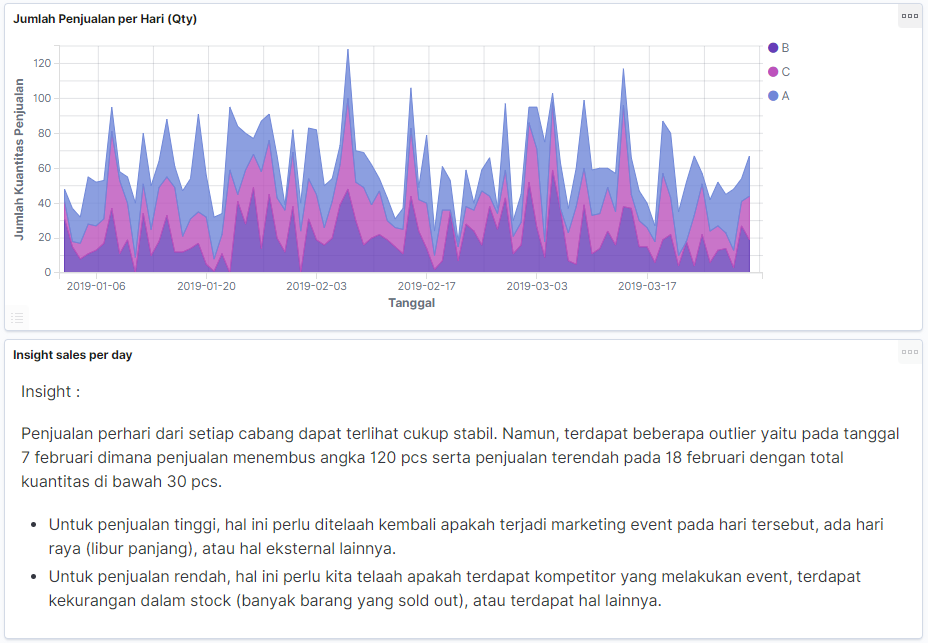 Jumlah Penjualan per Hari (Qty)
Jumlah Kuantitas Penjualan
120
100
80
60
40
20
0
2019-01-06 2019-01-20 2019-02-03 2019-02-17 2019-03-03 2019-03-17
Tanggal
B
C
A
Insight sales per day
Insight :
Penjualan perhari dari setiap cabang dapat terlihat cukup stabil. Namun, terdapat beberapa outlier yaitu pada tanggal
7 februari dimana penjualan menembus angka 120 pcs serta penjualan terendah pada 18 februari dengan total
kuantitas di bawah 30 pcs.
• Untuk penjualan tinggi, hal ini perlu ditelaah kembali apakah terjadi marketing event pada hari tersebut, ada hari
raya (libur panjang), atau hal eksternal lainnya.
• Untuk penjualan rendah, hal ini perlu kita telaah apakah terdapat kompetitor yang melakukan event, terdapat
kekurangan dalam stock (banyak barang yang sold out), atau terdapat hal lainnya.